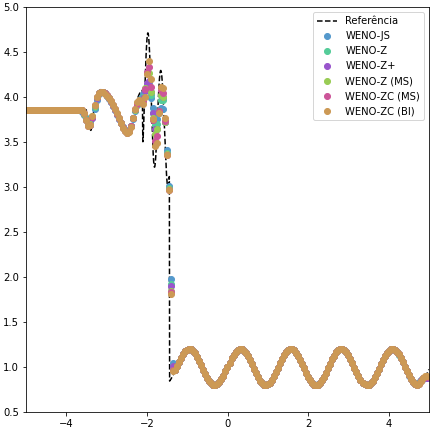 5.0
4.5
4.0
3.5
3.0
2.5
2.0
1.5
1.0
0.5
Referência
WENO-JS
WENO-Z
WENO-Z+
WENO-Z (MS)
WENO-ZC (MS)
WENO-ZC (BI)
−4 −2 0 2 4